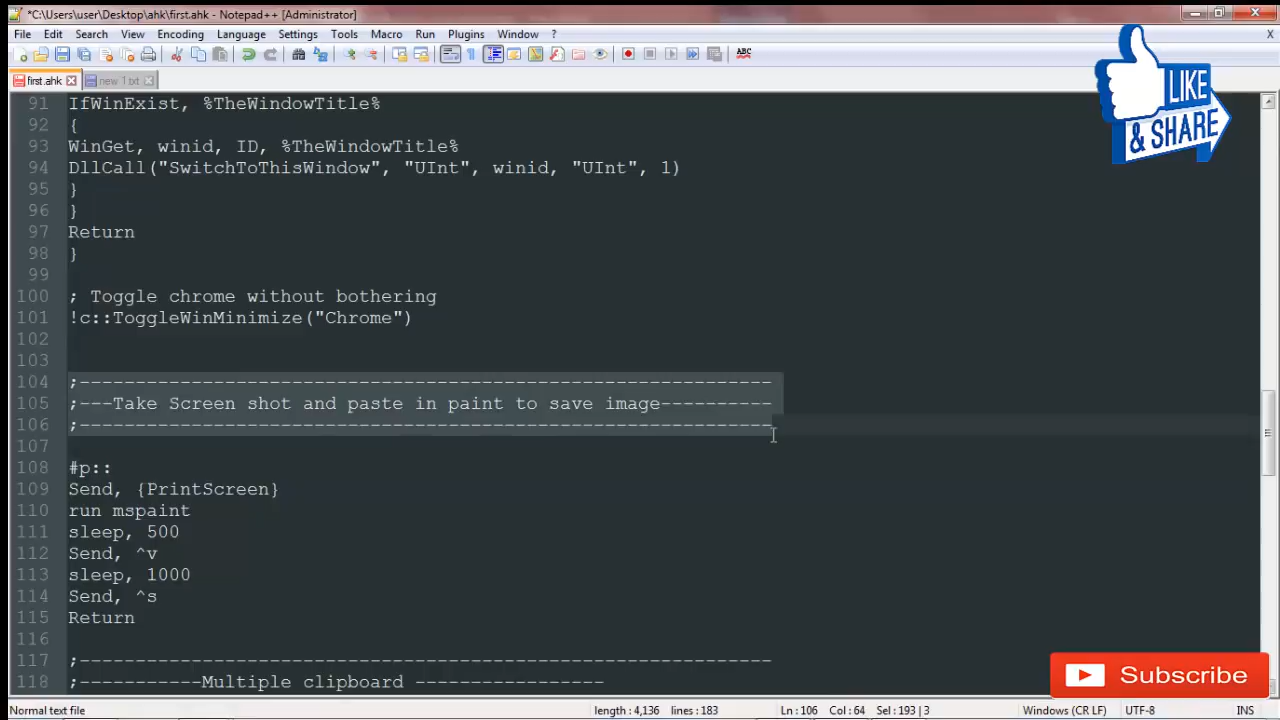 *C:\Users\user\Desktop\ahk\first.ahk - Notepad++ [Administrator]
File Edit Search View Encoding Language Settings Tools Macro Run Plugins Window ? X
ABC
first.ahk new 1.txt
LIKE
& SHARE
91 IfWinExist, %TheWindowTitle%
92 {
93 WinGet, winid, ID, %TheWindowTitle%
94 DllCall("SwitchToThisWindow", "UInt", winid, "UInt", 1)
95 }
96 }
97 Return
98 }
99
100 ; Toggle chrome without bothering
101 !c::ToggleWinMinimize("Chrome")
102
103
104 ;--------------------------------------------------------------
105 ;---Take Screen shot and paste in paint to save image----------
106 ;--------------------------------------------------------------
107
108 #p::
109 Send, {PrintScreen}
110 run mspaint
111 sleep, 500
112 Send, ^v
113 sleep, 1000
114 Send, ^s
115 Return
116
117 ;--------------------------------------------------------------
118 ;-----------Multiple clipboard -----------------
Subscribe
Normal text file length : 4,136 lines : 183 Ln : 106 Col : 64 Sel : 193 | 3 Windows (CR LF) UTF-8 INS